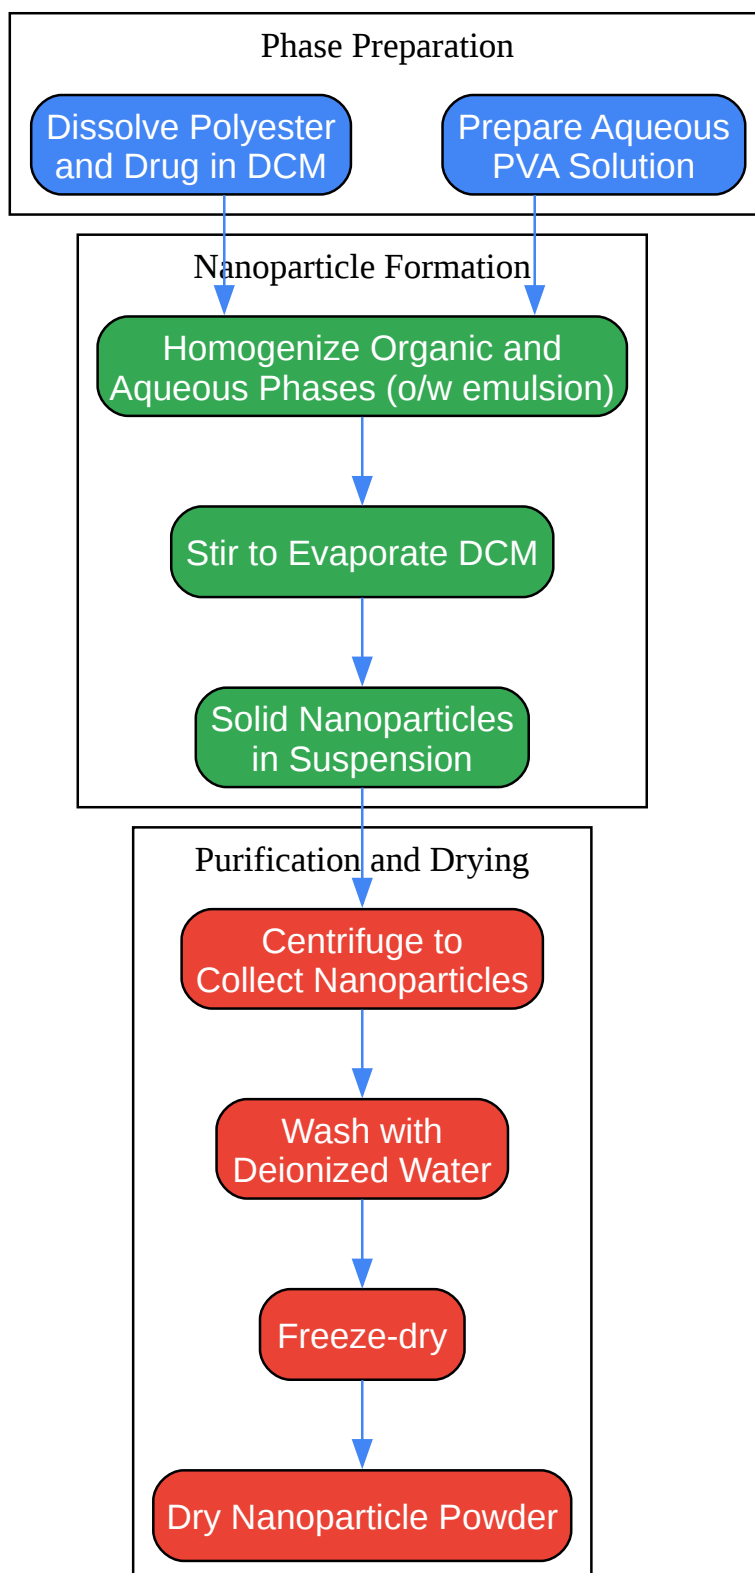 Phase Preparation
Dissolve Polyester
and Drug in DCM
Prepare Aqueous
PVA Solution
Nanoparticle Formation
Homogenize Organic and
Aqueous Phases (o/w emulsion)
Stir to Evaporate DCM
Solid Nanoparticles
in Suspension
Purification and Drying
Centrifuge to
Collect Nanoparticles
Wash with
Deionized Water
Freeze-dry
Dry Nanoparticle Powder